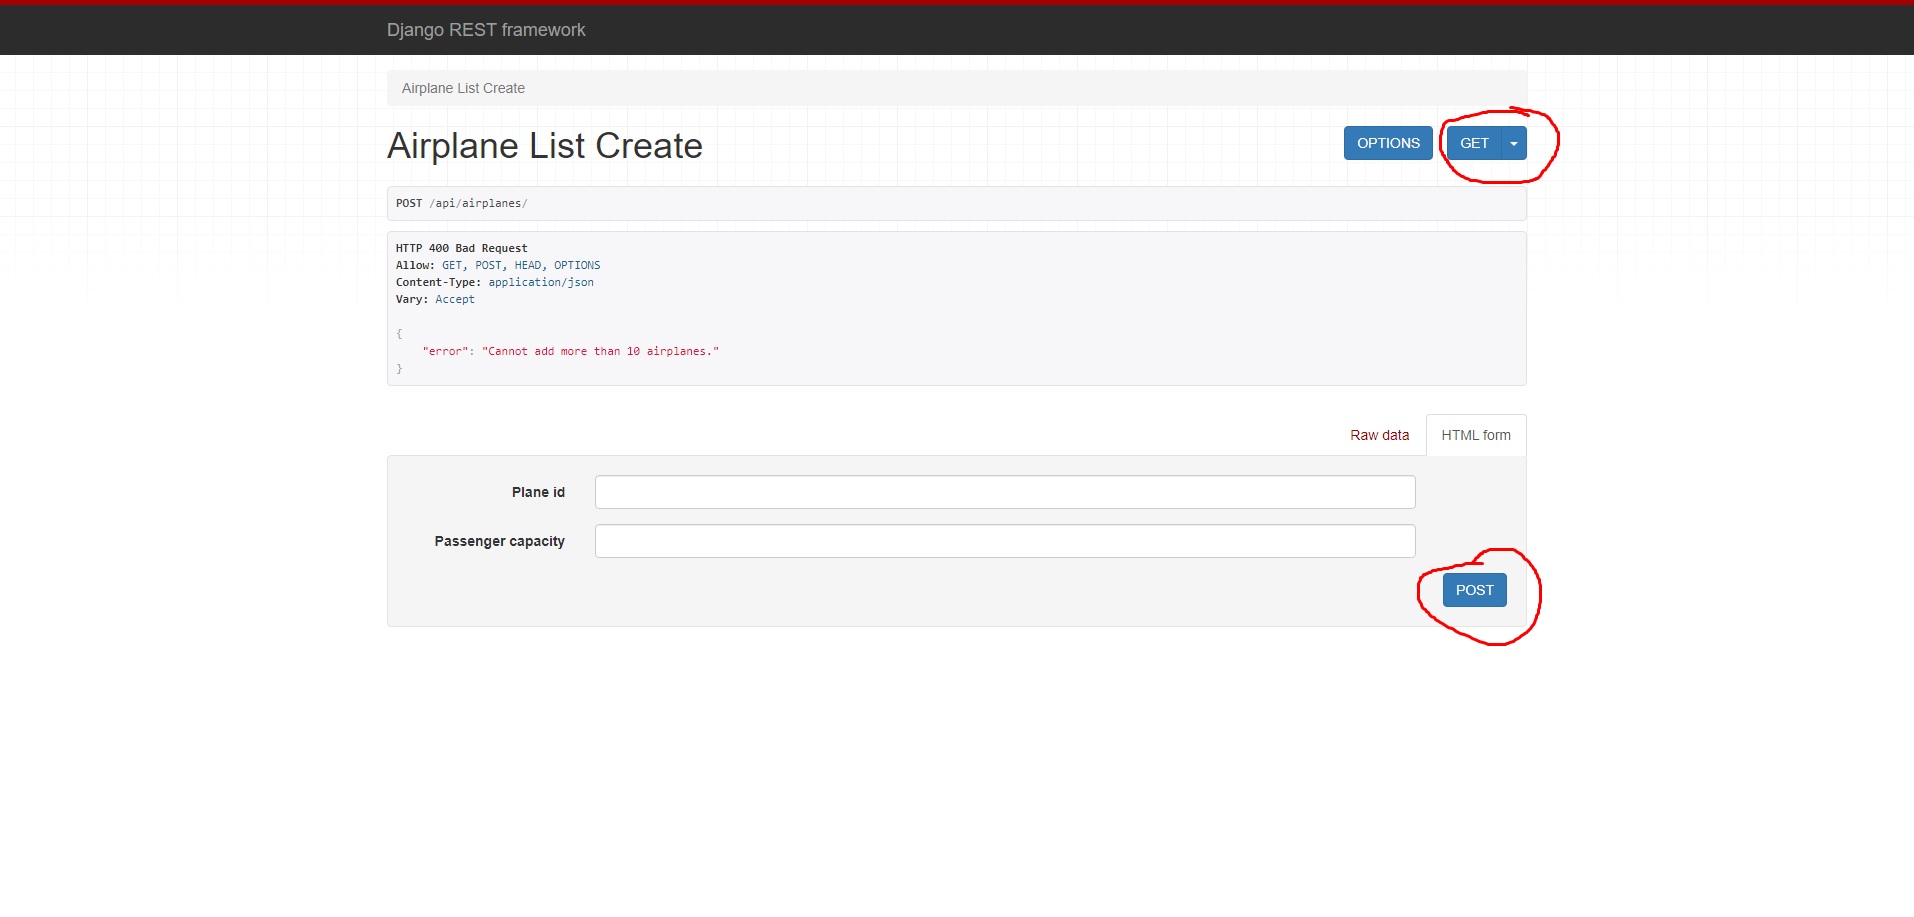 Django REST framework
Airplane List Create
Airplane List Create
OPTIONS
GET
POST /api/airplanes/
HTTP 400 Bad Request
Allow: GET, POST, HEAD, OPTIONS
Content-Type: application/json
Vary: Accept
{
"error": "Cannot add more than 10 airplanes."
}
Raw data
HTML form
Plane id
Passenger capacity
POST